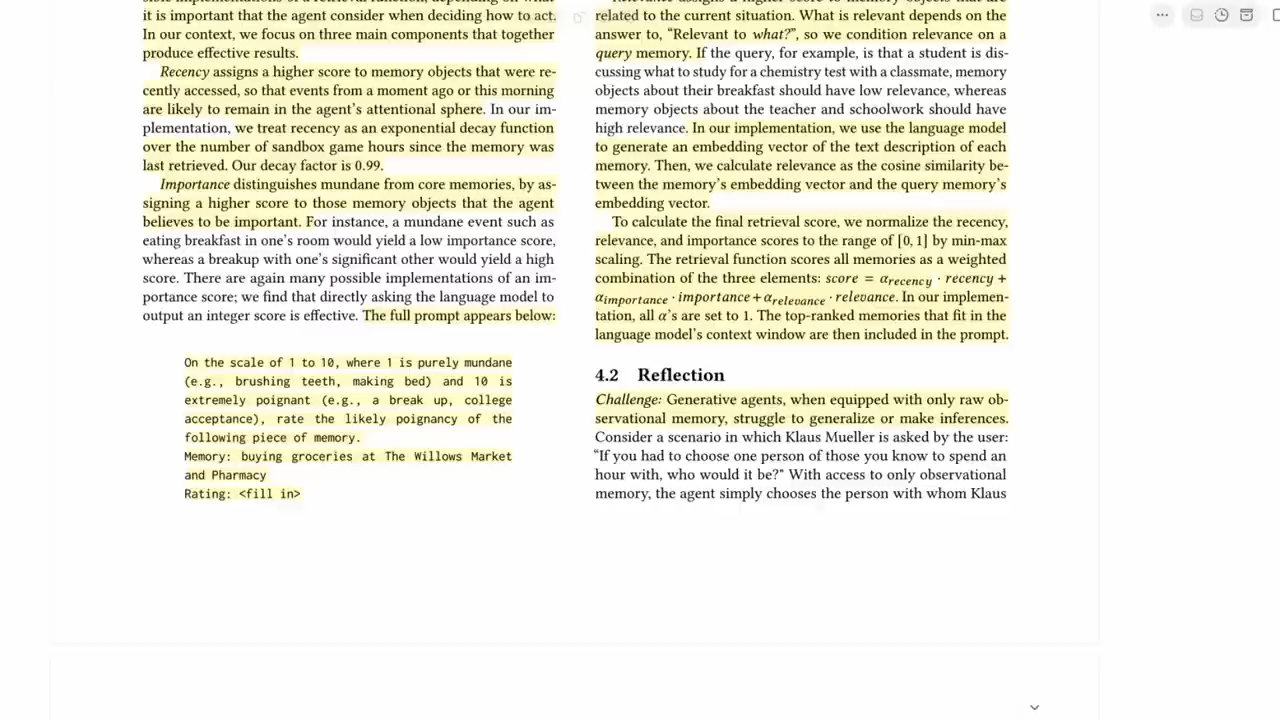 it is important that the agent consider when deciding how to act.
In our context, we focus on three main components that together
produce effective results.
Recency assigns a higher score to memory objects that were re-
cently accessed, so that events from a moment ago or this morning
are likely to remain in the agent's attentional sphere. In our im-
plementation, we treat recency as an exponential decay function
over the number of sandbox game hours since the memory was
last retrieved. Our decay factor is 0.99.
Importance distinguishes mundane from core memories, by as-
signing a higher score to those memory objects that the agent
believes to be important. For instance, a mundane event such as
eating breakfast in one's room would yield a low importance score,
whereas a breakup with one's significant other would yield a high
score. There are again many possible implementations of an im-
portance score; we find that directly asking the language model to
output an integer score is effective. The full prompt appears below:
On the scale of 1 to 10, where 1 is purely mundane
(e.g., brushing teeth, making bed) and 10 is
extremely poignant (e.g., a break up, college
acceptance), rate the likely poignancy of the
following piece of memory.
Memory: buying groceries at The Willows Market
and Pharmacy
Rating: <fill in>
related to the current situation. What is relevant depends on the
answer to, “Relevant to what?”, so we condition relevance on a
query memory. If the query, for example, is that a student is dis-
cussing what to study for a chemistry test with a classmate, memory
objects about their breakfast should have low relevance, whereas
memory objects about the teacher and schoolwork should have
high relevance. In our implementation, we use the language model
to generate an embedding vector of the text description of each
memory. Then, we calculate relevance as the cosine similarity be-
tween the memory's embedding vector and the query memory's
embedding vector.
To calculate the final retrieval score, we normalize the recency,
relevance, and importance scores to the range of [0, 1] by min-max
scaling. The retrieval function scores all memories as a weighted
combination of the three elements: score = α_recency · recency +
α_importance · importance + α_relevance · relevance. In our implemen-
tation, all α's are set to 1. The top-ranked memories that fit in the
language model's context window are then included in the prompt.
4.2 Reflection
Challenge: Generative agents, when equipped with only raw ob-
servational memory, struggle to generalize or make inferences.
Consider a scenario in which Klaus Mueller is asked by the user:
“If you had to choose one person of those you know to spend an
hour with, who would it be?" With access to only observational
memory, the agent simply chooses the person with whom Klaus